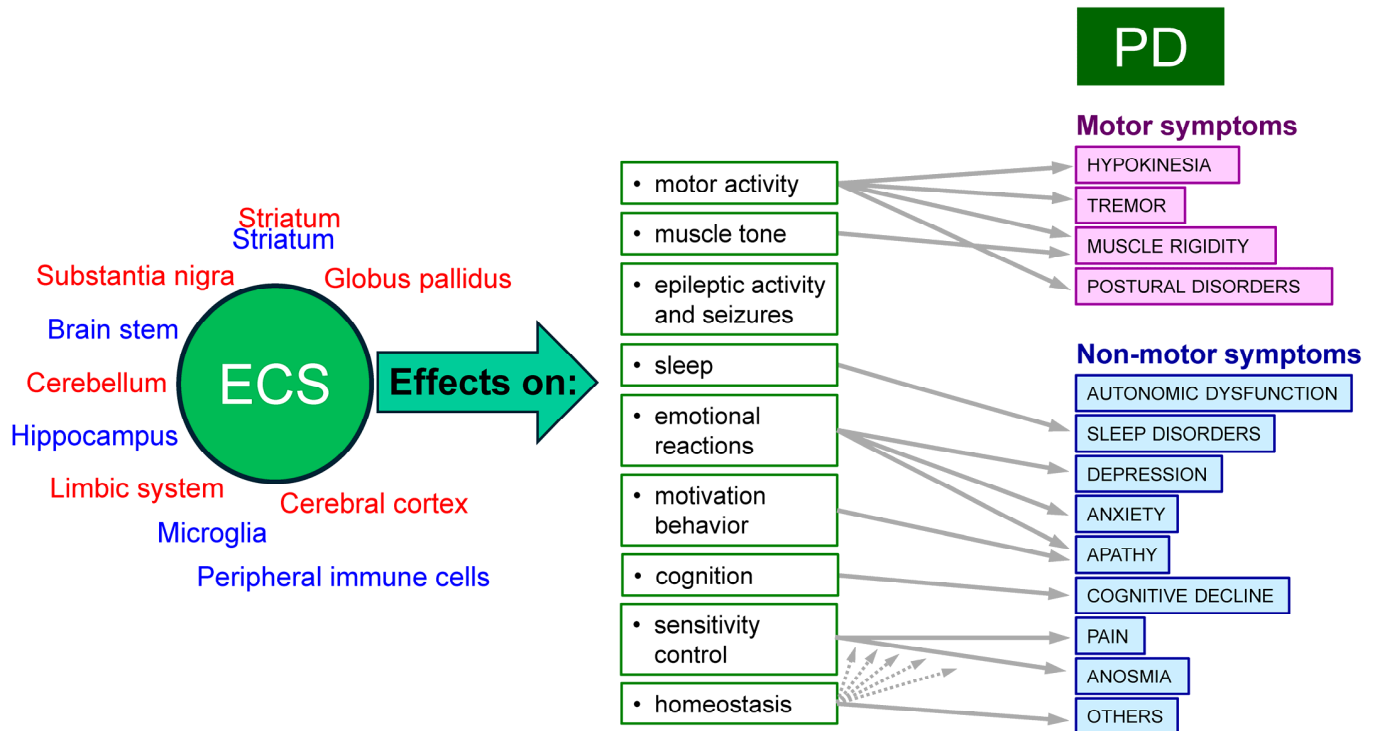 PD
Motor symptoms
HYPOKINESIA
TREMOR
MUSCLE RIGIDITY
POSTURAL DISORDERS
Non-motor symptoms
AUTONOMIC DYSFUNCTION
SLEEP DISORDERS
DEPRESSION
ANXIETY
APATHY
COGNITIVE DECLINE
PAIN
ANOSMIA
OTHERS
• motor activity
• muscle tone
• epileptic activity
and seizures
• sleep
• emotional
reactions
• motivation
behavior
• cognition
• sensitivity
control
• homeostasis
Effects on:
ECS
Striatum
Striatum
Substantia nigra
Globus pallidus
Brain stem
Cerebellum
Hippocampus
Limbic system
Cerebral cortex
Microglia
Peripheral immune cells